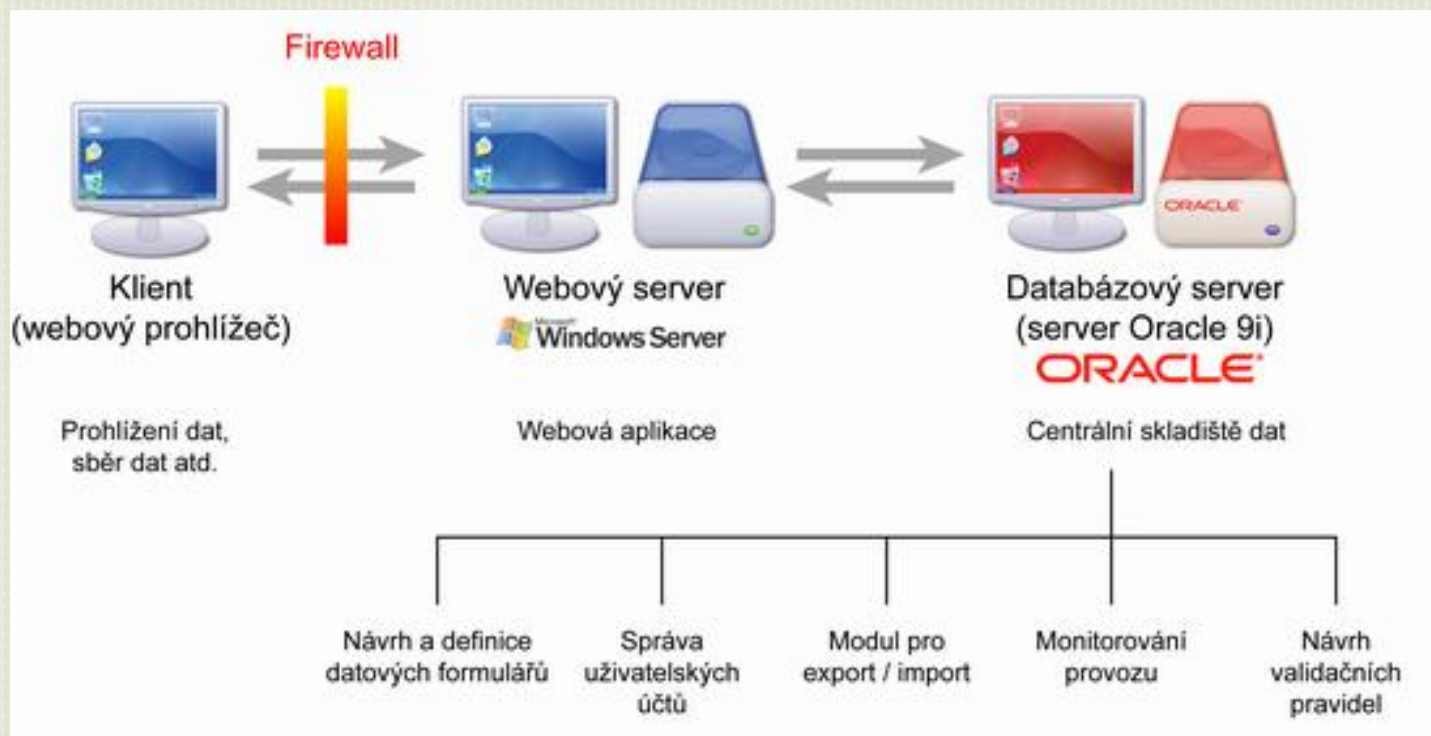 Firewall
ORACLE
Klient
(webový prohlížeč)
Webový server
Microsoft
Windows Server
Databázový server
(server Oracle 9i)
ORACLE
Prohlížení dat,
sběr dat atd.
Webová aplikace
Centrální skladiště dat
Návrh a definice
datových formulářů
Správa
uživatelských
účtů
Modul pro
export / import
Monitorování
provozu
Návrh
validačních
pravidel